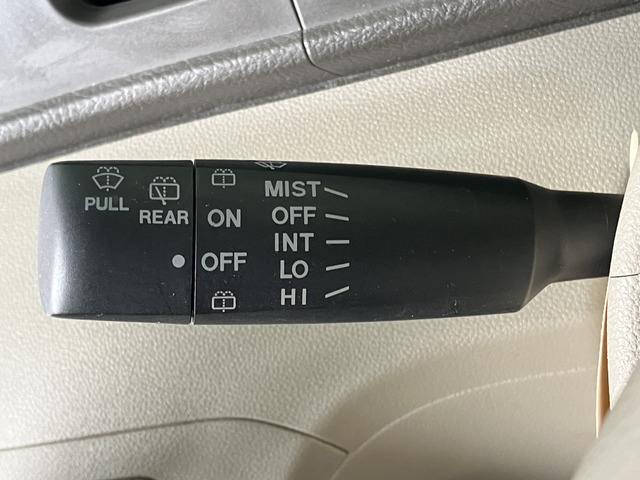 PULL
REAR
ON
OFF
MIST
OFF
INT
LO
HI